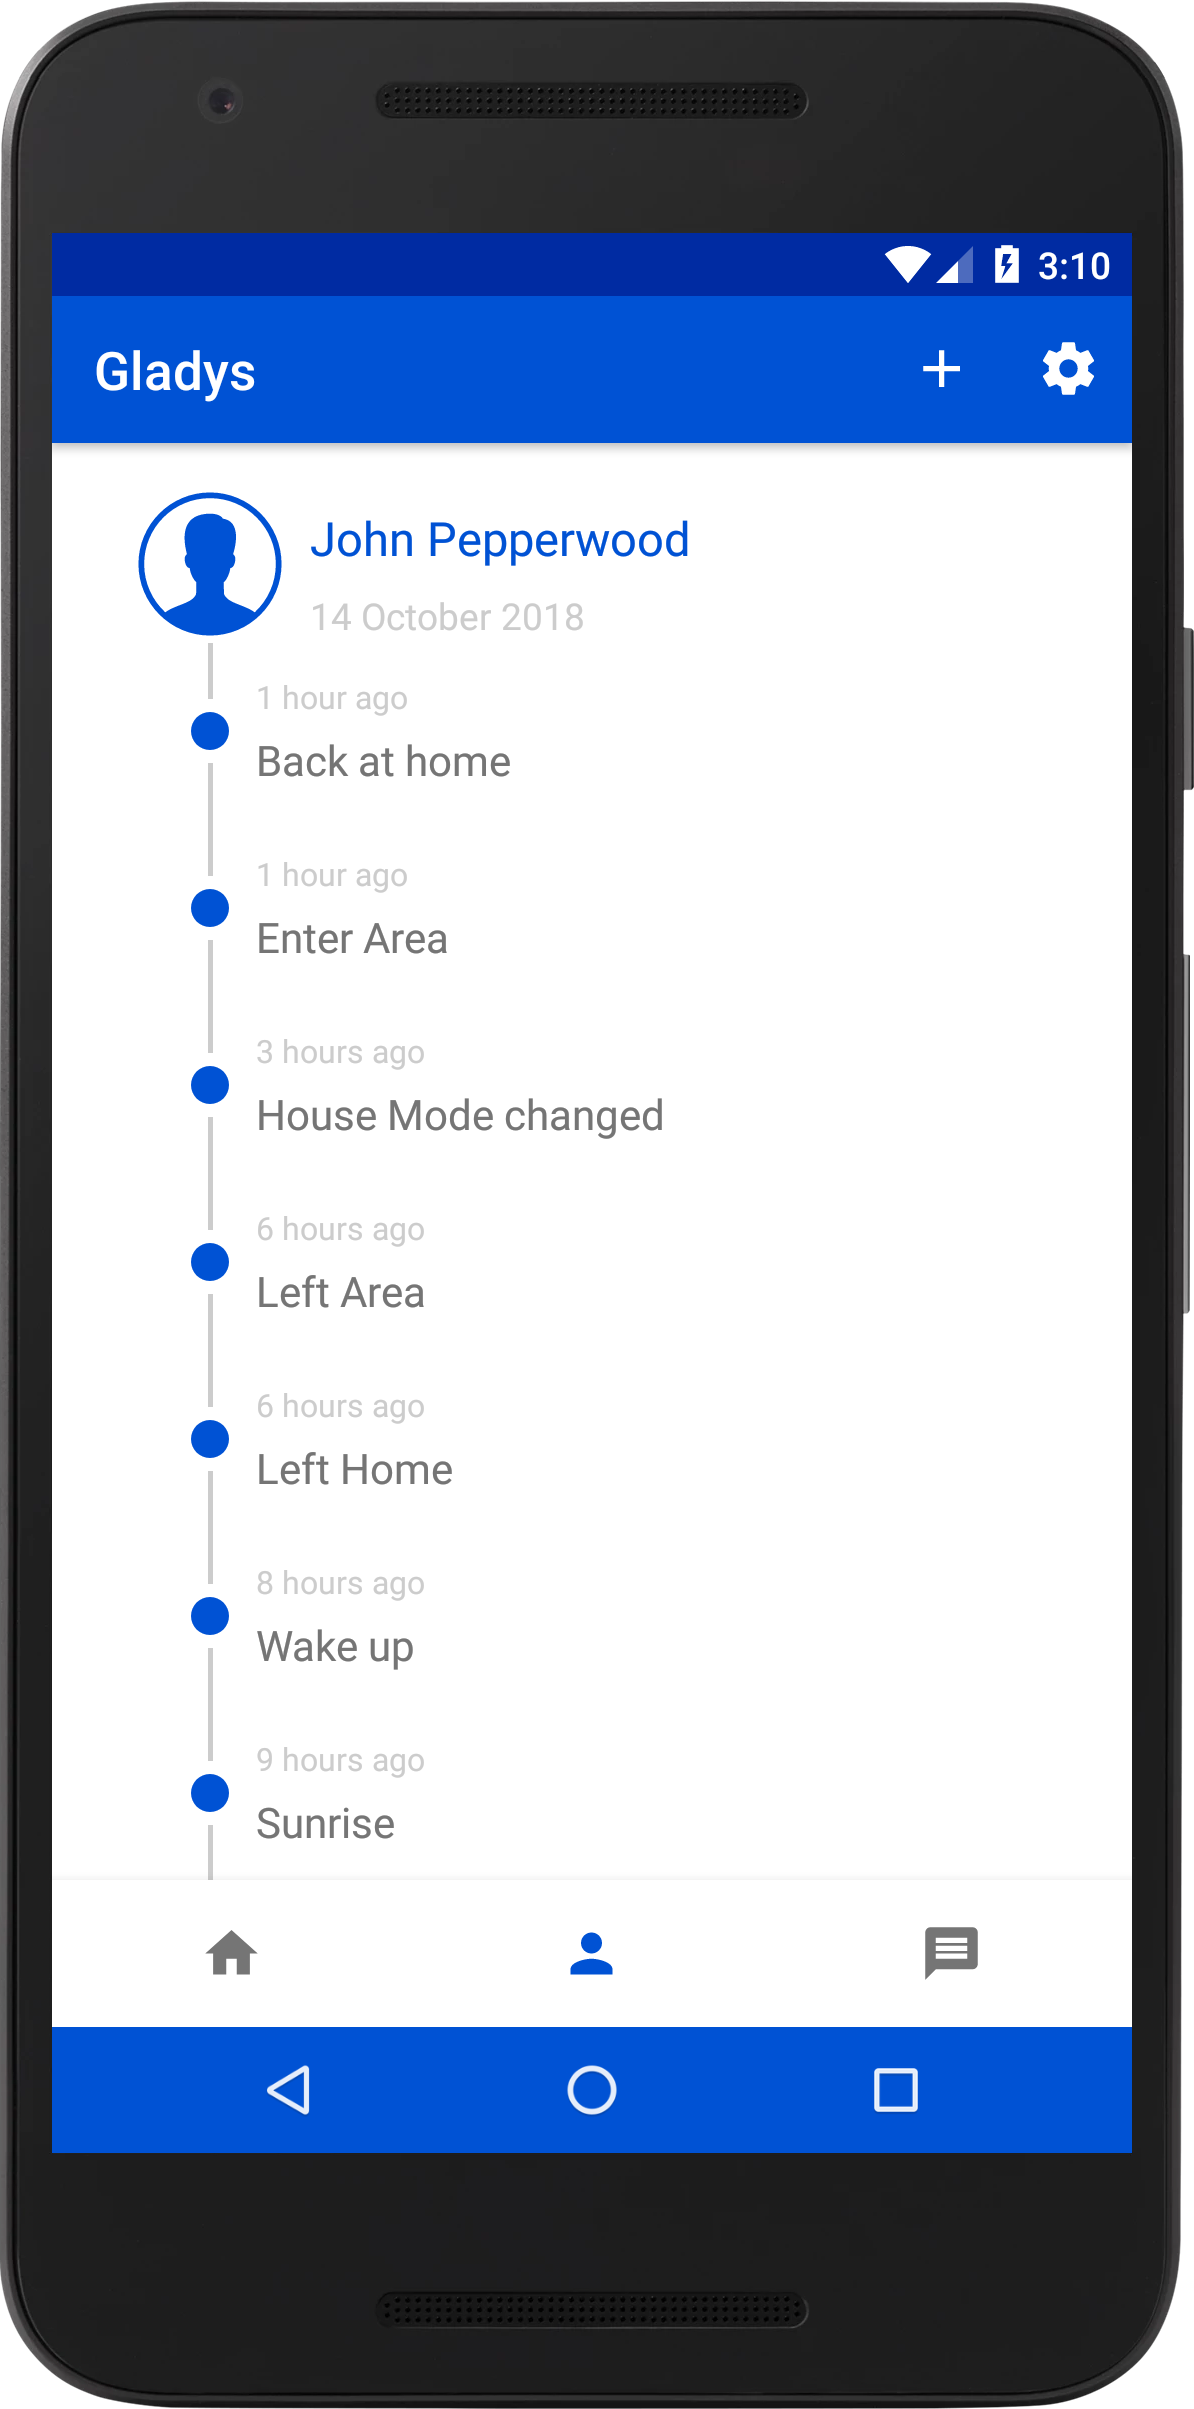 3:10
Gladys
John Pepperwood
14 October 2018
1 hour ago
Back at home
1 hour ago
Enter Area
3 hours ago
House Mode changed
6 hours ago
Left Area
6 hours ago
Left Home
8 hours ago
Wake up
9 hours ago
Sunrise